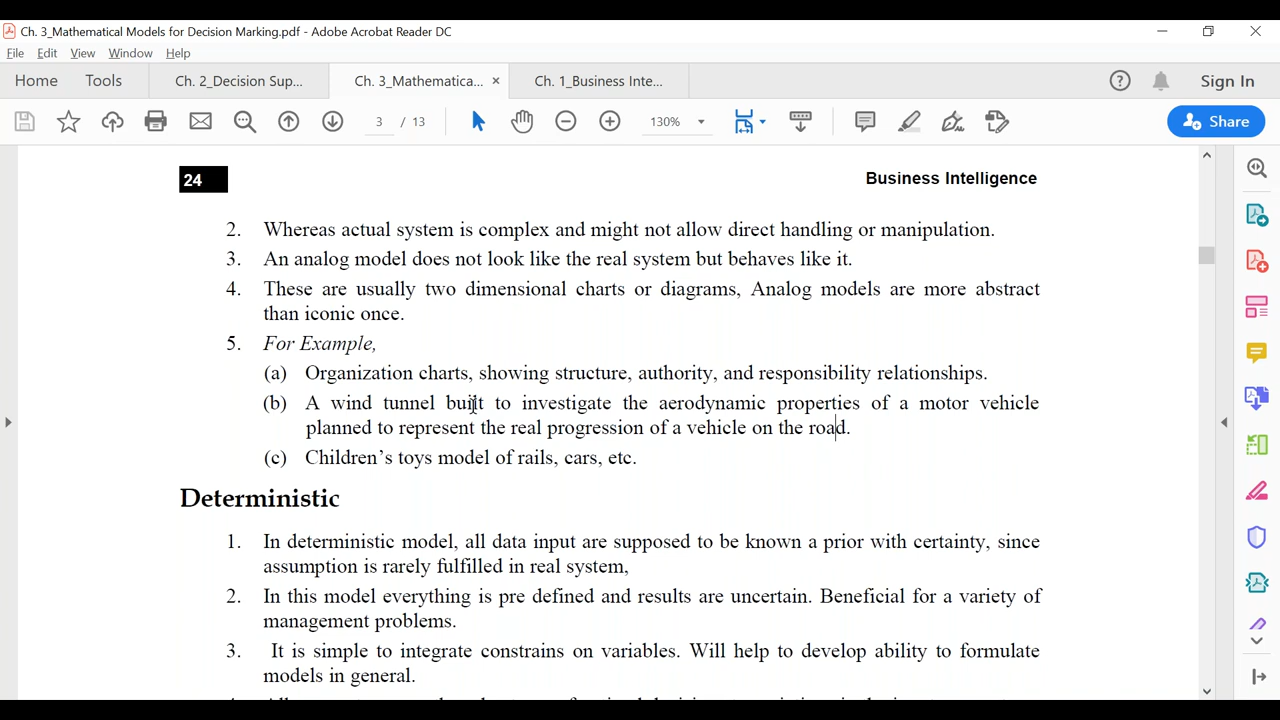 Ch. 3_Mathematical Models for Decision Marking.pdf - Adobe Acrobat Reader DC
File Edit View Window Help
Home Tools Ch. 2_Decision Sup... Ch. 3_Mathematica... × Ch. 1_Business Inte... Sign In
3 / 13 130% Share
24 Business Intelligence
2. Whereas actual system is complex and might not allow direct handling or manipulation.
3. An analog model does not look like the real system but behaves like it.
4. These are usually two dimensional charts or diagrams, Analog models are more abstract
than iconic once.
5. For Example,
(a) Organization charts, showing structure, authority, and responsibility relationships.
(b) A wind tunnel built to investigate the aerodynamic properties of a motor vehicle
planned to represent the real progression of a vehicle on the road.
(c) Children’s toys model of rails, cars, etc.
Deterministic
1. In deterministic model, all data input are supposed to be known a prior with certainty, since
assumption is rarely fulfilled in real system,
2. In this model everything is pre defined and results are uncertain. Beneficial for a variety of
management problems.
3. It is simple to integrate constrains on variables. Will help to develop ability to formulate
models in general.